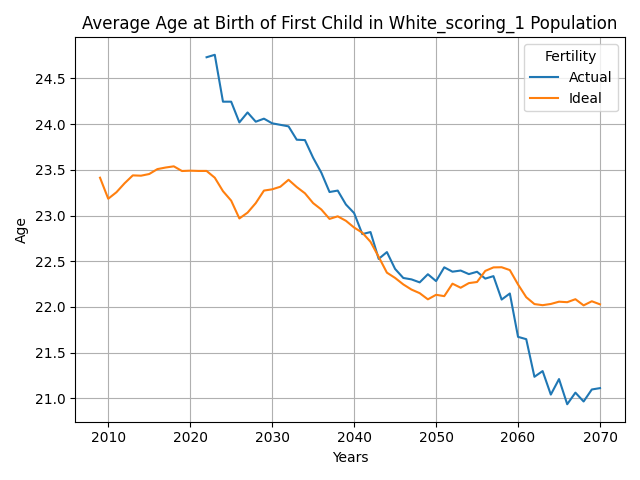 Average Age at Birth of First Child in White_scoring_1 Population
Fertility
Actual
Ideal
Age
24.5
24.0
23.5
23.0
22.5
22.0
21.5
21.0
2010 2020 2030 2040 2050 2060 2070
Years